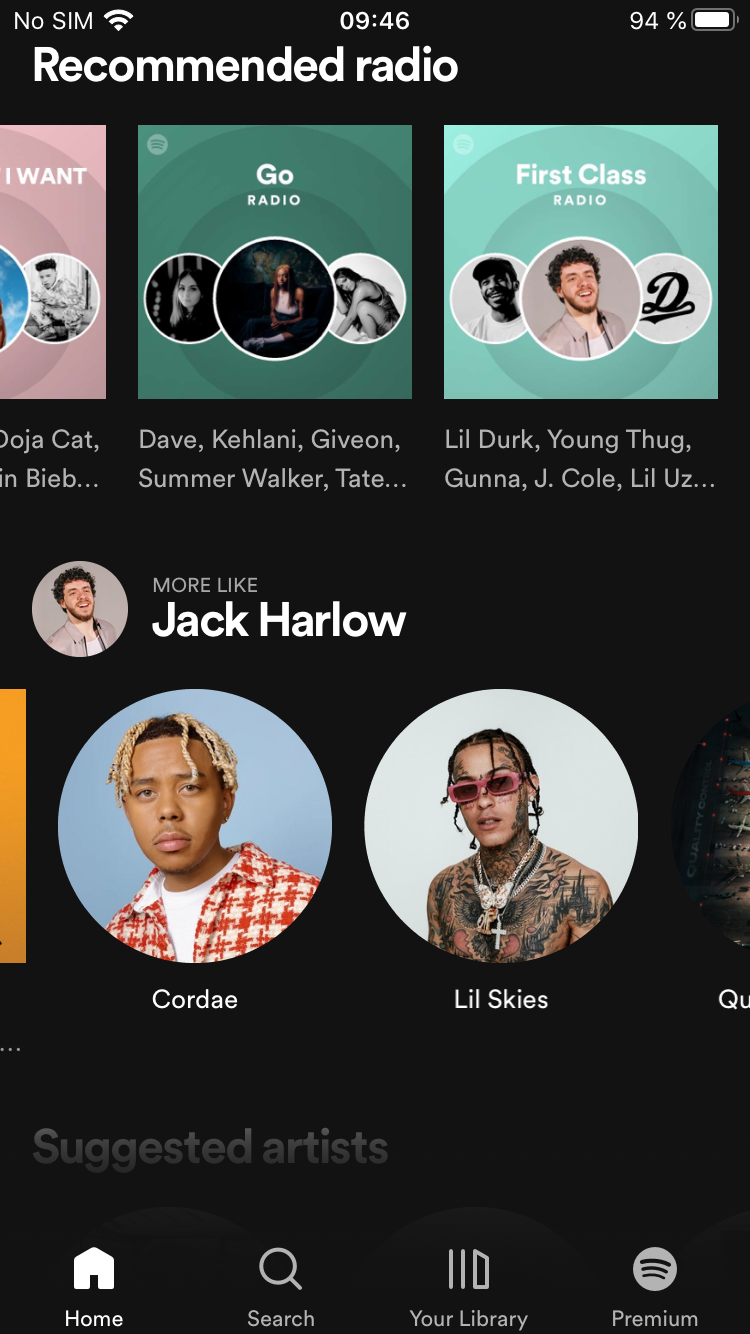 No SIM 09:46 94 %
Recommended radio
I WANT
Go
RADIO
First Class
RADIO
D.
Doja Cat,
in Bieb...
Dave, Kehlani, Giveon,
Summer Walker, Tate...
Lil Durk, Young Thug,
Gunna, J. Cole, Lil Uz...
MORE LIKE
Jack Harlow
QUALITY CON
Cordae
Lil Skies
Qu
...
Suggested artists
Home
Search
Your Library
Premium